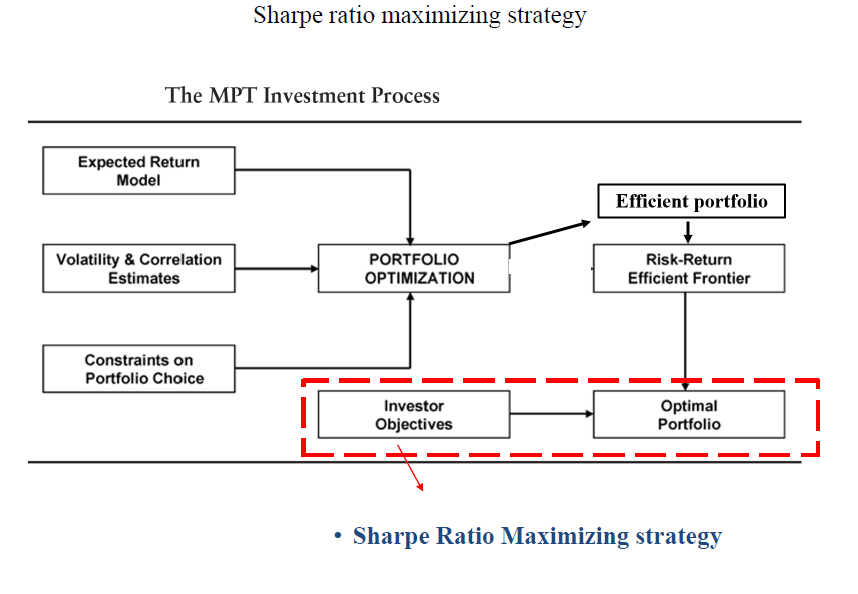 Sharpe ratio maximizing strategy
The MPT Investment Process
Expected Return
Model
Efficient portfolio
Volatility & Correlation
Estimates
PORTFOLIO
OPTIMIZATION
Risk-Return
Efficient Frontier
Constraints on
Portfolio Choice
Investor
Objectives
Optimal
Portfolio
• Sharpe Ratio Maximizing strategy